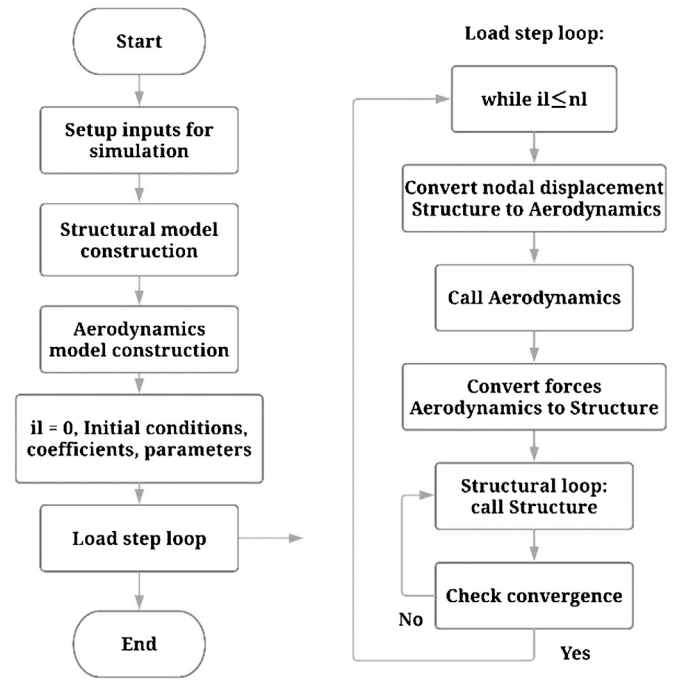 Start
Setup inputs for
simulation
Structural model
construction
Aerodynamics
model construction
il = 0, Initial conditions,
coefficients, parameters
Load step loop
End
Load step loop:
while il≤nl
Convert nodal displacement
Structure to Aerodynamics
Call Aerodynamics
Convert forces
Aerodynamics to Structure
Structural loop:
call Structure
Check convergence
No
Yes